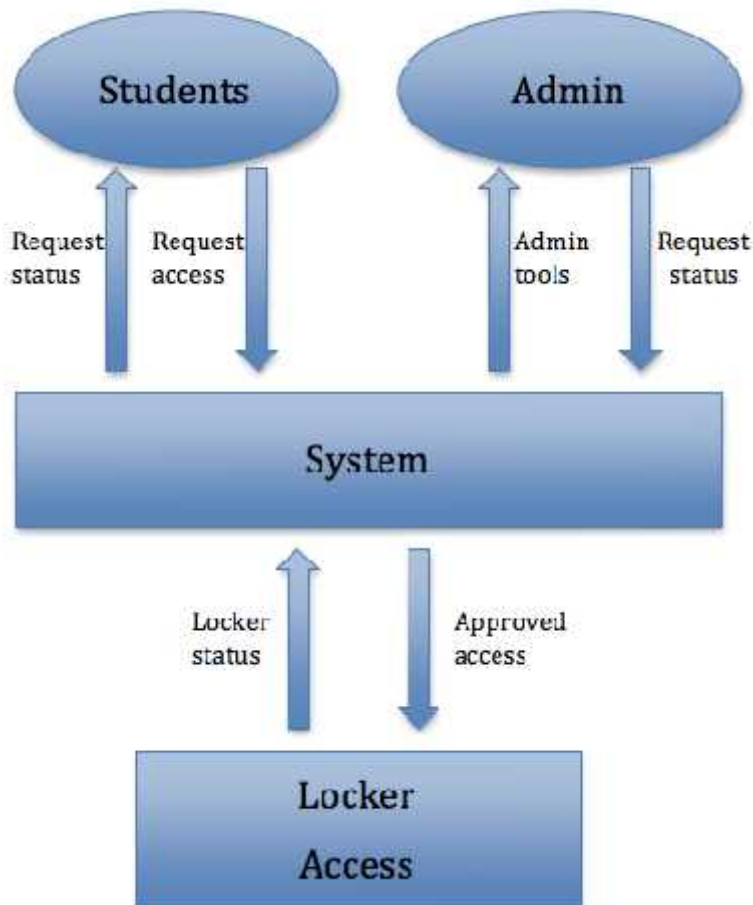 Students
Admin
Request
status
Request
access
Admin
tools
Request
status
System
Locker
status
Approved
access
Locker
Access